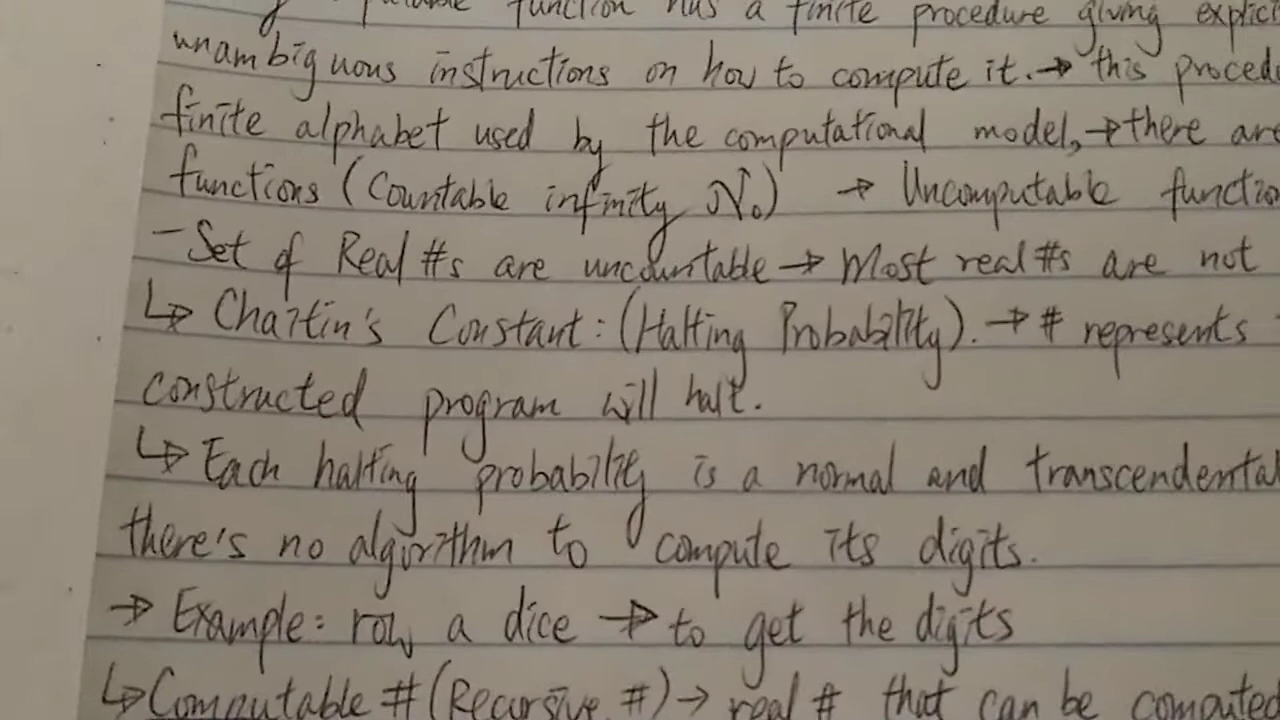 function has a finite procedure giving explici
unambiguous instructions on how to compute it. → this proced
finite alphabet used by the computational model, → there are
functions (Countable infinity ℵ₀) → Uncomputable functio
- Set of Real #s are uncountable → Most real #s are not
↳ Chaitin's Constant: (Halting Probability). → # represents
constructed program will halt.
↳ Each halting probability is a normal and transcendental
there's no algorithm to compute its digits.
→ Example: row a dice → to get the digits
↳ Computable # (Recursive #) → real # that can be computed